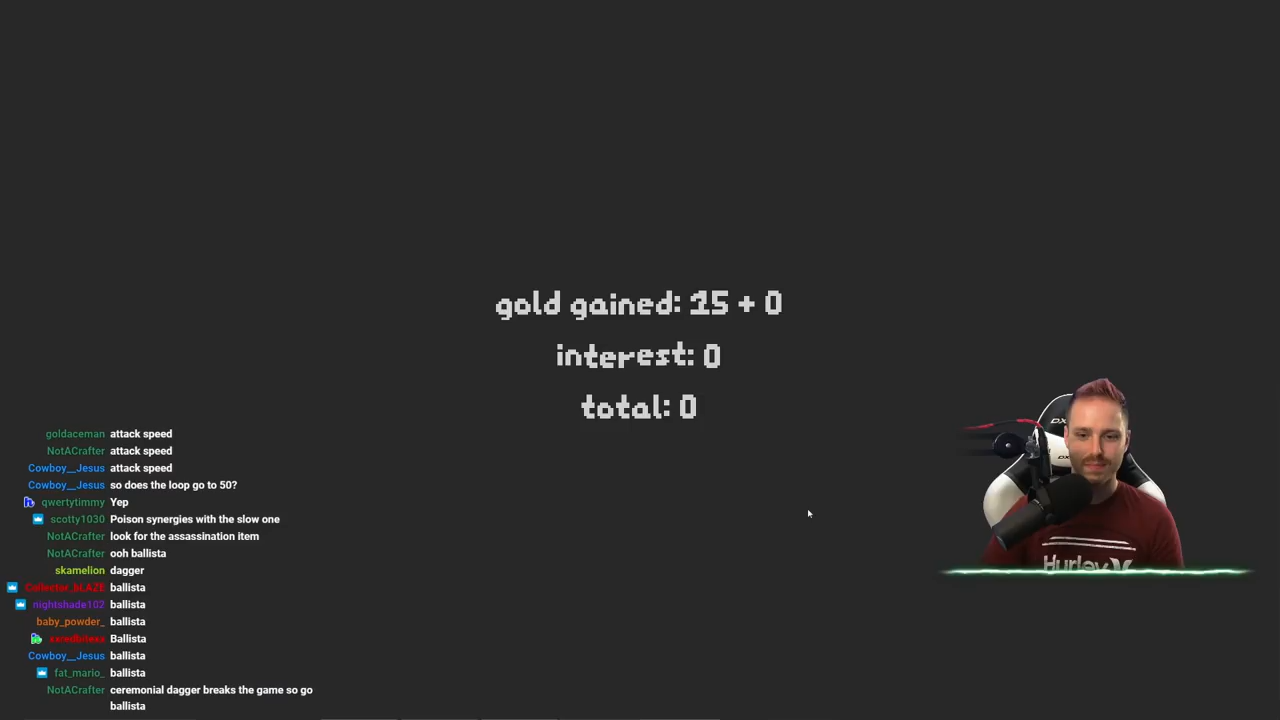 gold gained: 15 + 0
interest: 0
total: 0
goldaceman attack speed
NotACrafter attack speed
Cowboy__Jesus attack speed
Cowboy__Jesus so does the loop go to 50?
qwertytimmy Yep
scotty1030 Poison synergies with the slow one
NotACrafter look for the assassination item
NotACrafter ooh ballista
skamelion dagger
Collector_bLAZE ballista
nightshade102 ballista
baby_powder_ ballista
Ballista
Cowboy__Jesus ballista
fat_mario_ ballista
NotACrafter ceremonial dagger breaks the game so go
ballista
Hurley
DX